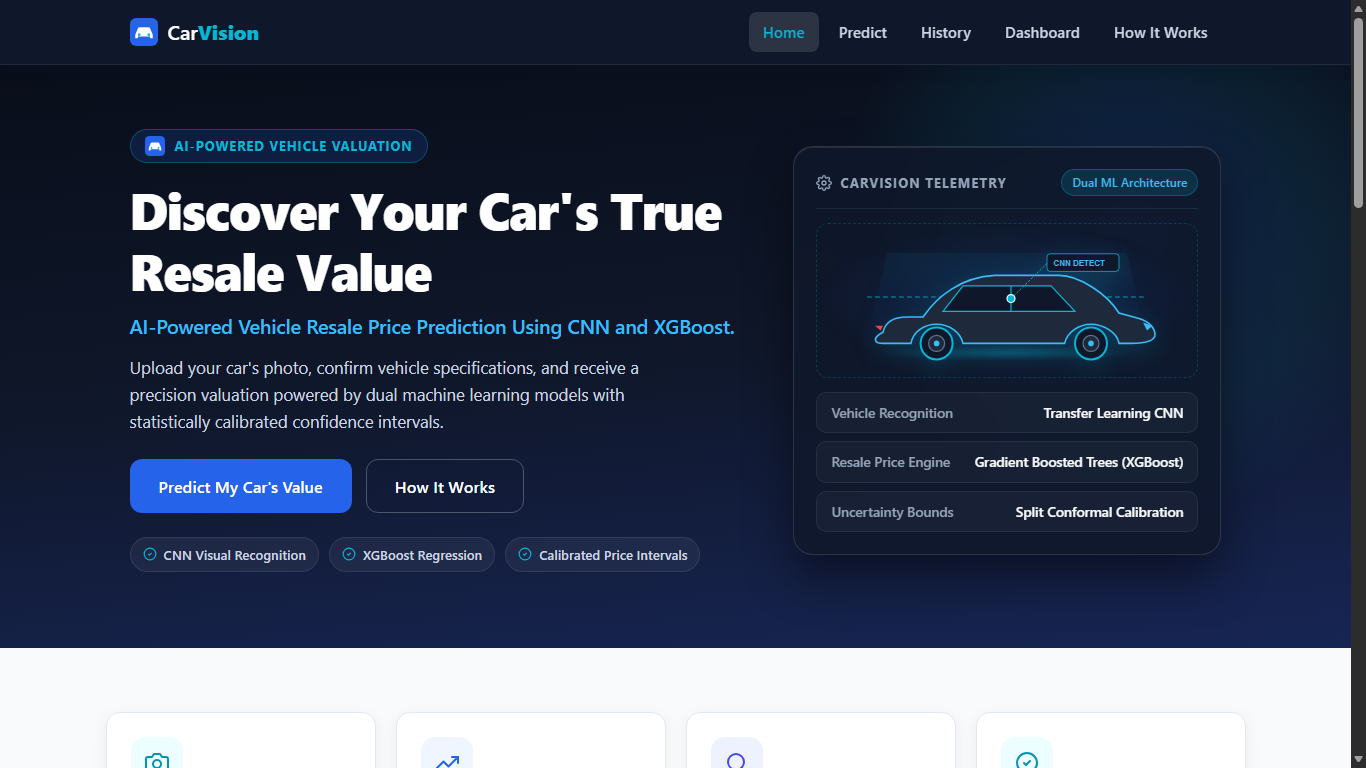 CarVision
Home
Predict
History
Dashboard
How It Works
AI-POWERED VEHICLE VALUATION
Discover Your Car's True
Resale Value
AI-Powered Vehicle Resale Price Prediction Using CNN and XGBoost.
Upload your car's photo, confirm vehicle specifications, and receive a
precision valuation powered by dual machine learning models with
statistically calibrated confidence intervals.
Predict My Car's Value
How It Works
CNN Visual Recognition
XGBoost Regression
Calibrated Price Intervals
CARVISION TELEMETRY
Dual ML Architecture
CNN DETECT
Vehicle Recognition
Transfer Learning CNN
Resale Price Engine
Gradient Boosted Trees (XGBoost)
Uncertainty Bounds
Split Conformal Calibration